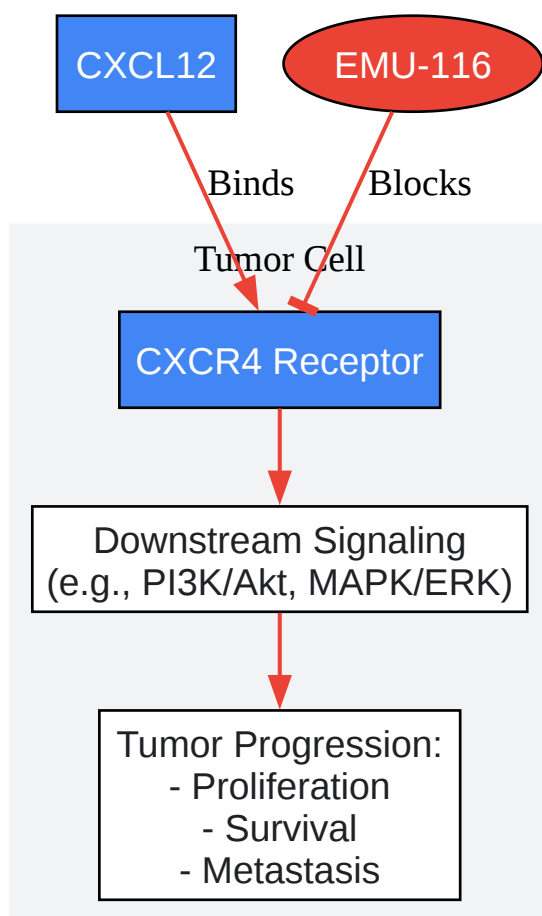 CXCL12
EMU-116
Binds
Blocks
Tumor Cell
CXCR4 Receptor
Downstream Signaling
(e.g., PI3K/Akt, MAPK/ERK)
Tumor Progression:
- Proliferation
- Survival
- Metastasis